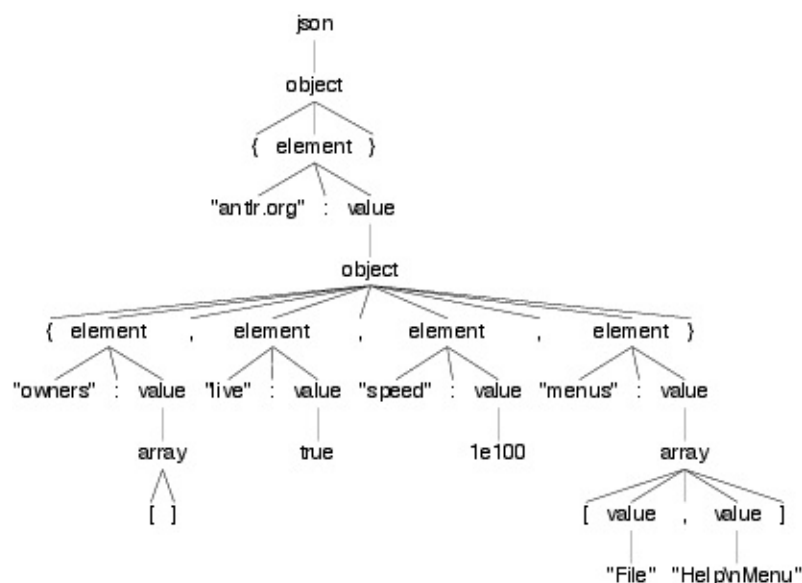 json
object
{ element }
"antlr.org" : value
object
{ element , element , element , element }
"owners" : value "live" : value "speed" : value "menus" : value
array true 1e100 array
[ ] [ value , value ]
"File" "Help\nMenu"